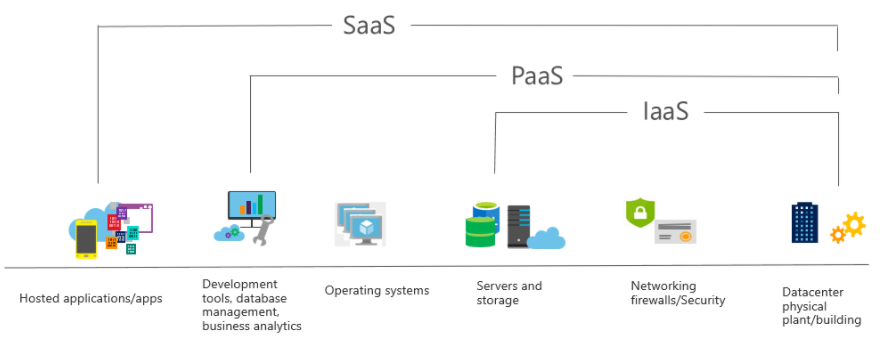 SaaS
PaaS
IaaS
Hosted applications/apps
Development
tools, database
management,
business analytics
Operating systems
Servers and
storage
Networking
firewalls/Security
Datacenter
physical
plant/building